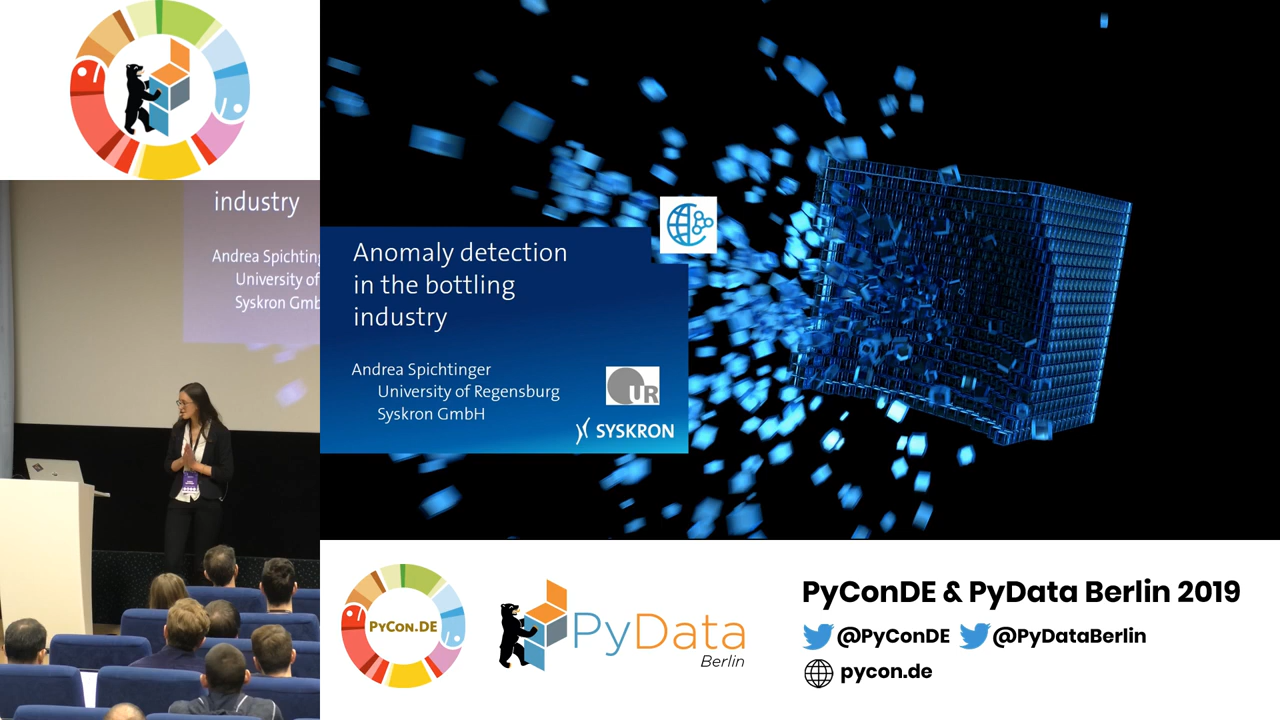 industry
Andrea Spichting
University of
Syskron Gmb
Anomaly detection
in the bottling
industry
Andrea Spichtinger
University of Regensburg
Syskron GmbH
UR
SYSKRON
PyCon.DE
PyData
Berlin
PyConDE & PyData Berlin 2019
@PyConDE @PyDataBerlin
pycon.de